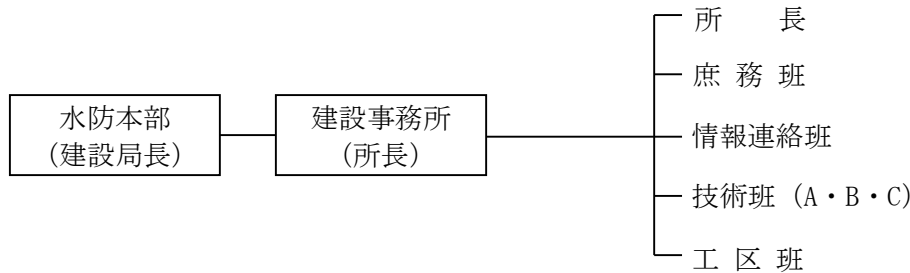 水防本部
（建設局長）
建設事務所
（所長）
所　　長
庶 務 班
情報連絡班
技術班（A・B・C）
工 区 班